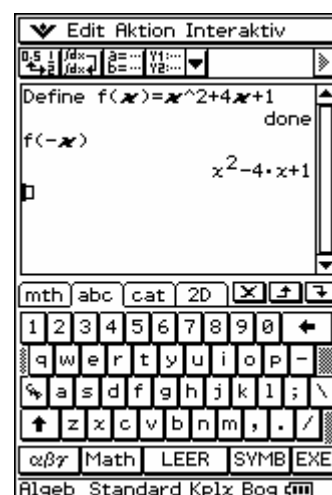 Edit Aktion Interaktiv
Define f(x)=x^2+4x+1
done
f(-x)
x²-4·x+1
mth abc cat 2D
1 2 3 4 5 6 7 8 9 0
q w e r t y u i o p -
a s d f g h j k l ; \
z x c v b n m , . /
αβγ Math LEER SYMB EXE
Algeb Standard Kplx Bog